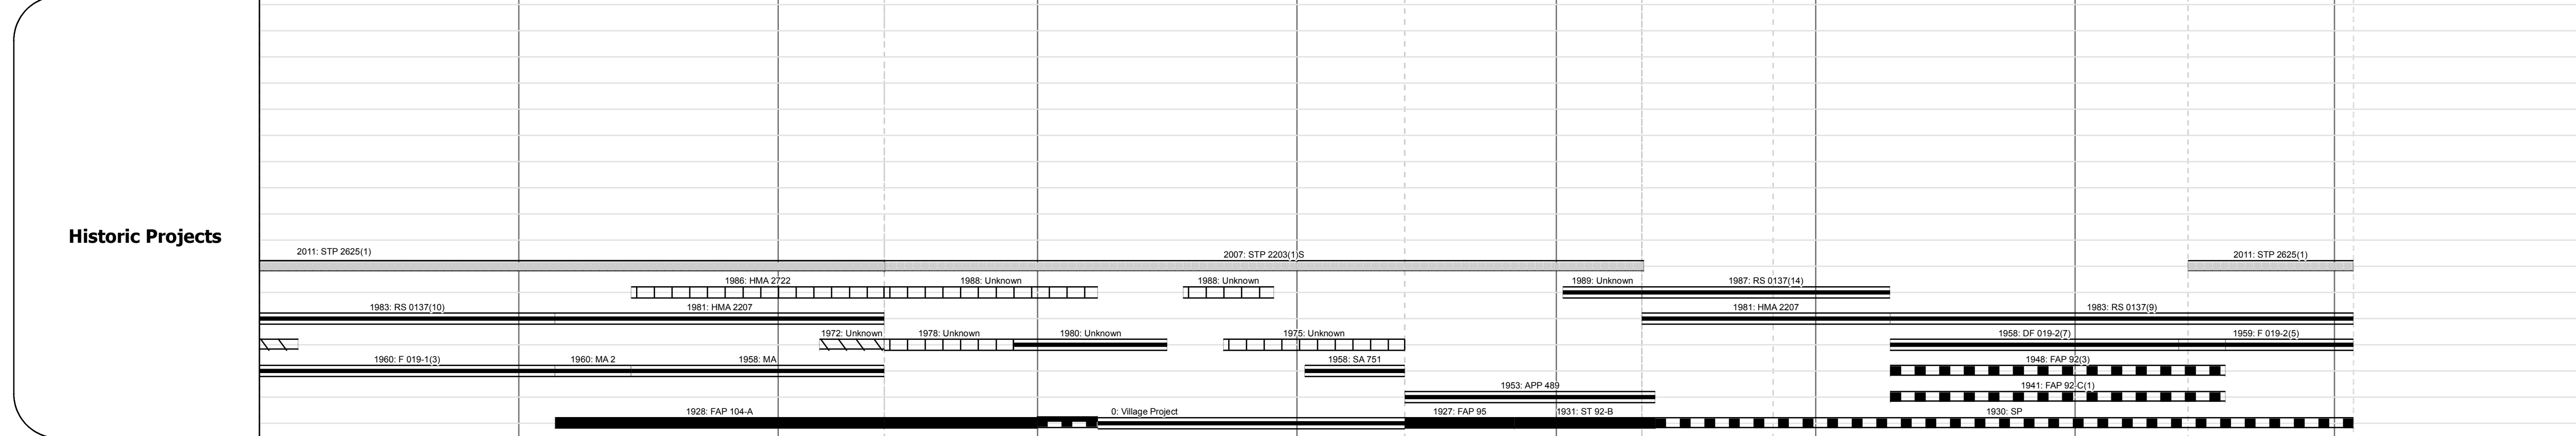 Historic Projects
2011: STP 2625(1)
2007: STP 2203(1)S
2011: STP 2625(1)
1986: HMA 2722
1988: Unknown
1988: Unknown
1989: Unknown
1987: RS 0137(14)
1983: RS 0137(10)
1981: HMA 2207
1981: HMA 2207
1983: RS 0137(9)
1972: Unknown
1978: Unknown
1980: Unknown
1975: Unknown
1958: DF 019-2(7)
1959: F 019-2(5)
1960: F 019-1(3)
1960: MA 2
1958: MA
1958: SA 751
1948: FAP 92(3)
1953: APP 489
1941: FAP 92-C(1)
1928: FAP 104-A
0: Village Project
1927: FAP 95
1931: ST 92-B
1930: SP